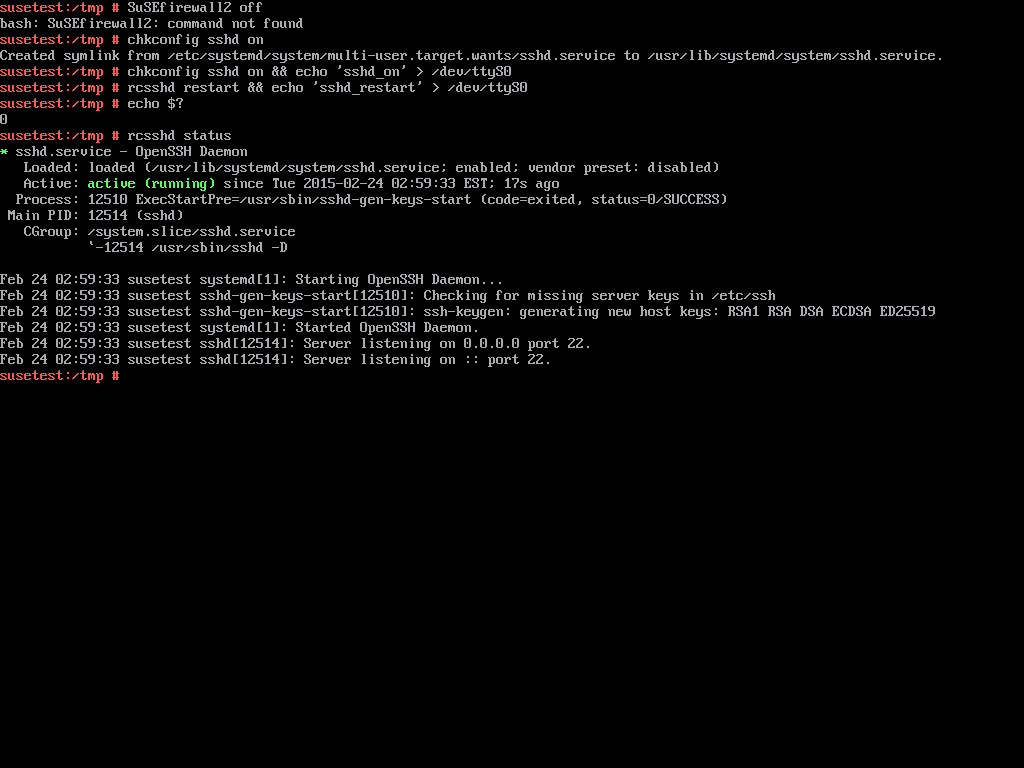 susetest:/tmp # SuSEfirewall2 off
bash: SuSEfirewall2: command not found
susetest:/tmp # chkconfig sshd on
Created symlink from /etc/systemd/system/multi-user.target.wants/sshd.service to /usr/lib/systemd/system/sshd.service.
susetest:/tmp # chkconfig sshd on && echo 'sshd_on' > /dev/ttyS0
susetest:/tmp # rcsshd restart && echo 'sshd_restart' > /dev/ttyS0
susetest:/tmp # echo $?
0
susetest:/tmp # rcsshd status
* sshd.service - OpenSSH Daemon
   Loaded: loaded (/usr/lib/systemd/system/sshd.service; enabled; vendor preset: disabled)
   Active: active (running) since Tue 2015-02-24 02:59:33 EST; 17s ago
  Process: 12510 ExecStartPre=/usr/sbin/sshd-gen-keys-start (code=exited, status=0/SUCCESS)
 Main PID: 12514 (sshd)
   CGroup: /system.slice/sshd.service
           `-12514 /usr/sbin/sshd -D

Feb 24 02:59:33 susetest systemd[1]: Starting OpenSSH Daemon...
Feb 24 02:59:33 susetest sshd-gen-keys-start[12510]: Checking for missing server keys in /etc/ssh
Feb 24 02:59:33 susetest sshd-gen-keys-start[12510]: ssh-keygen: generating new host keys: RSA1 RSA DSA ECDSA ED25519
Feb 24 02:59:33 susetest systemd[1]: Started OpenSSH Daemon.
Feb 24 02:59:33 susetest sshd[12514]: Server listening on 0.0.0.0 port 22.
Feb 24 02:59:33 susetest sshd[12514]: Server listening on :: port 22.
susetest:/tmp #